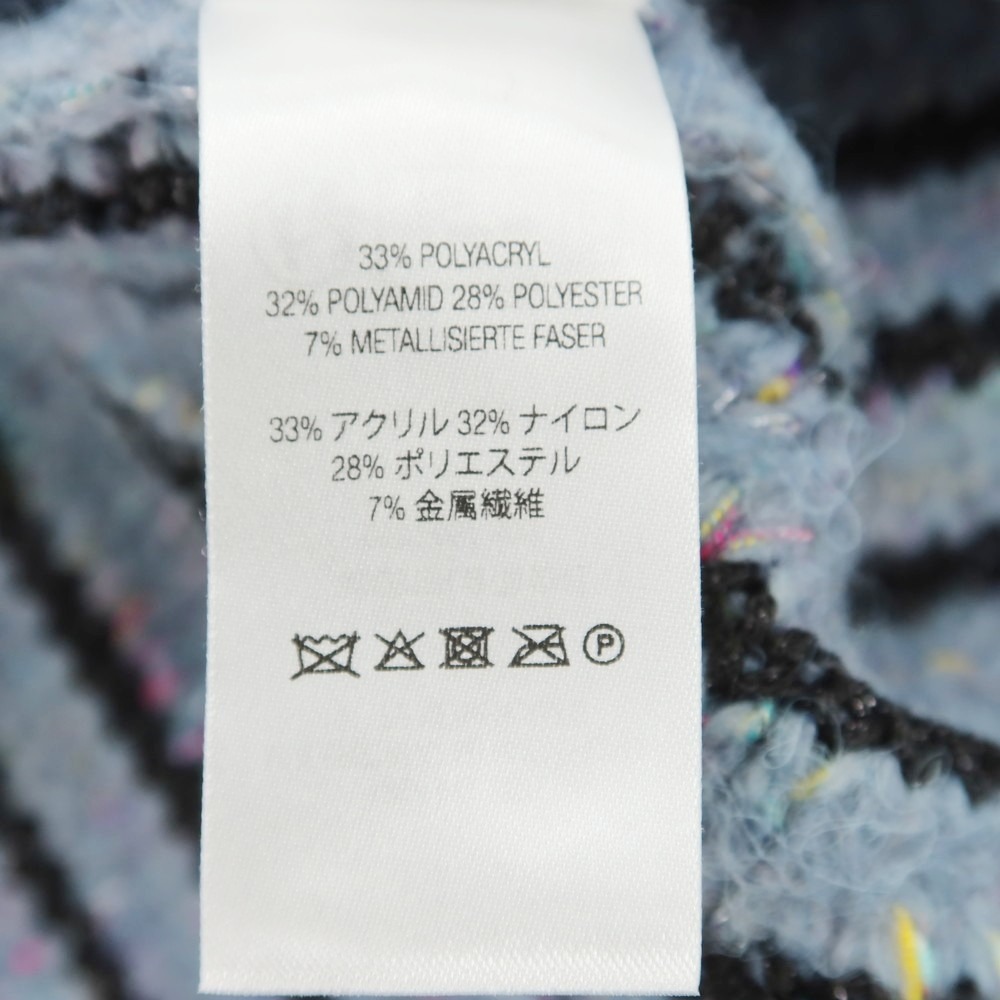 33% POLYACRYL
32% POLYAMID 28% POLYESTER
7% METALLISIERTE FASER
33% アクリル 32% ナイロン
28% ポリエステル
7% 金属繊維
P